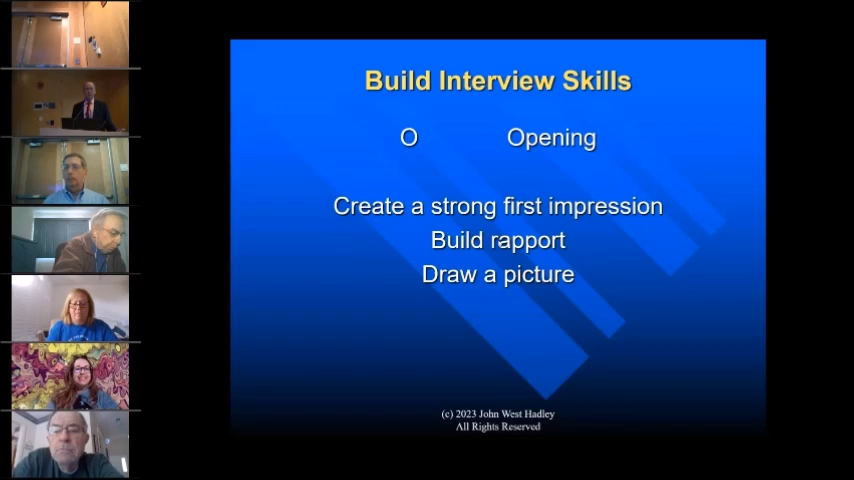 Build Interview Skills
O Opening
Create a strong first impression
Build rapport
Draw a picture
(c) 2023 John West Hadley
All Rights Reserved